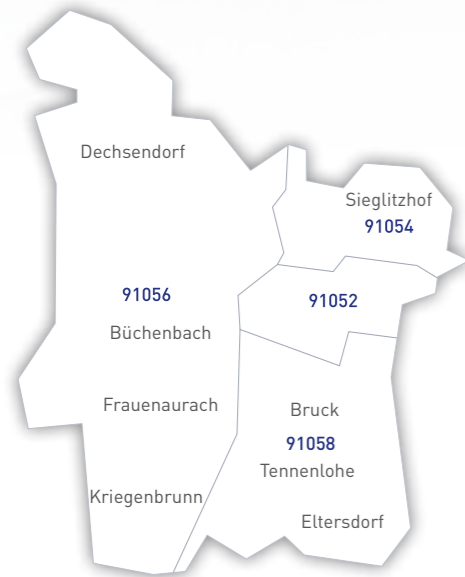 Dechsendorf
Sieglitzhof
91054
91056
91052
Büchenbach
Frauenaurach
Bruck
91058
Tennenlohe
Kriegenbrunn
Eltersdorf